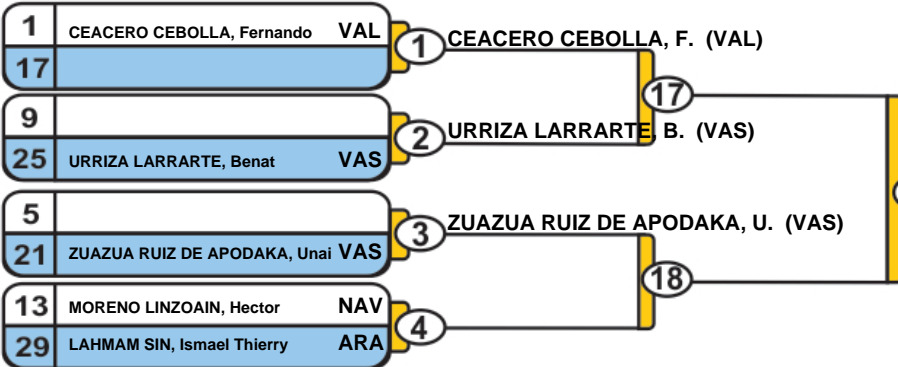 1 CEACERO CEBOLLA, Fernando VAL
17
1 CEACERO CEBOLLA, F. (VAL)
17
9
25 URRIZA LARRARTE, Benat VAS
2 URRIZA LARRARTE, B. (VAS)
5
21 ZUAZUA RUIZ DE APODAKA, Unai VAS
3 ZUAZUA RUIZ DE APODAKA, U. (VAS)
18
13 MORENO LINZOAIN, Hector NAV
29 LAHMAM SIN, Ismael Thierry ARA
4